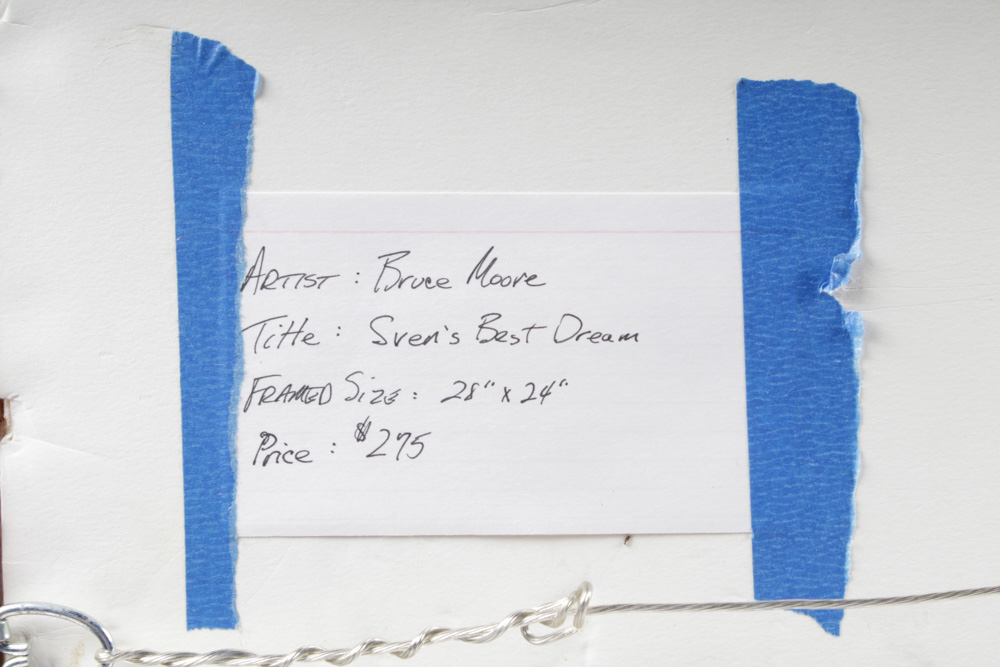 ARTIST : Bruce Moore
Title : Sven's Best Dream
FRAMED SIZE : 28" x 24"
Price : $275